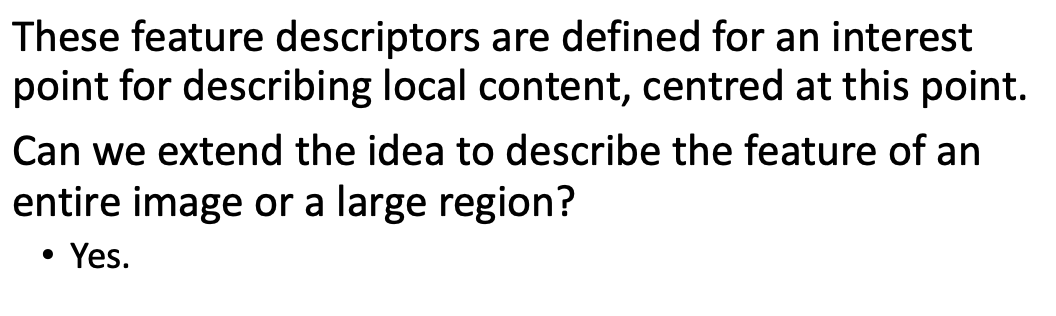 These feature descriptors are defined for an interest
point for describing local content, centred at this point.
Can we extend the idea to describe the feature of an
entire image or a large region?
• Yes.